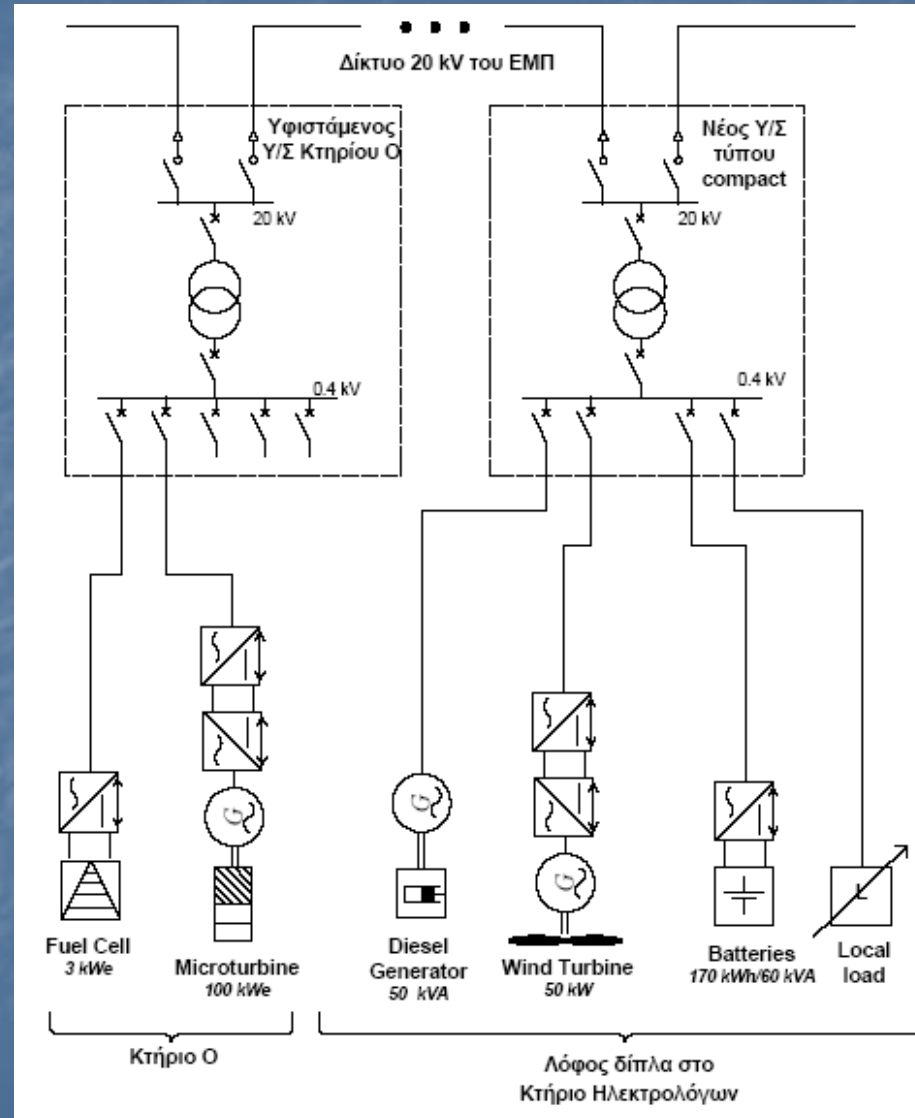 Δίκτυο 20 kV του ΕΜΠ
Υφιστάμενος
Υ/Σ Κτηρίου Ο
20 kV
0.4 kV
Νέος Υ/Σ
τύπου
compact
20 kV
0.4 kV
G
G
G
L
Fuel Cell
3 kWe
Microturbine
100 kWe
Diesel
Generator
50 kVA
Wind Turbine
50 kW
Batteries
170 kWh/60 kVA
Local
load
Κτήριο Ο
Λόφος δίπλα στο
Κτήριο Ηλεκτρολόγων